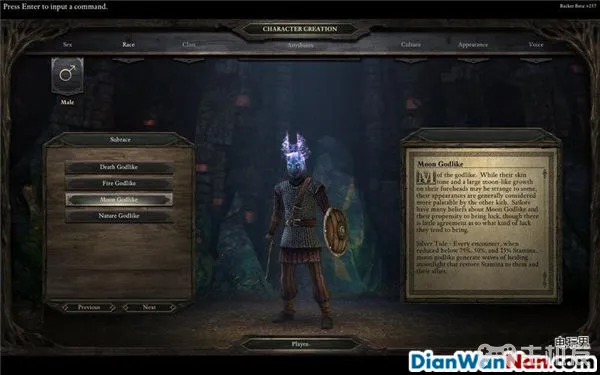 Press Enter to input a command.
Backer Beta v257
CHARACTER CREATION
Sex
Race
Class
Attributes
Culture
Appearance
Voice
Male
Subrace
Death Godlike
Fire Godlike
Moon Godlike
Nature Godlike
Previous
Next
Moon Godlike
of the godlike. While their skin
tone and a large moon-like growth
on their foreheads may be strange to some,
their appearances are generally considered
more palatable by the other kith. Sailors
have many beliefs about Moon Godlike and
their propensity to bring luck, though there
is little agreement as to what kind of luck
they tend to bring.
Silver Tide - Every encounter, when
reduced below 75%, 50%, and 25% Stamina,
moon godlike generate waves of healing
moonlight that restore Stamina to them and
their allies.
Player
电玩男
DianWanNan.com